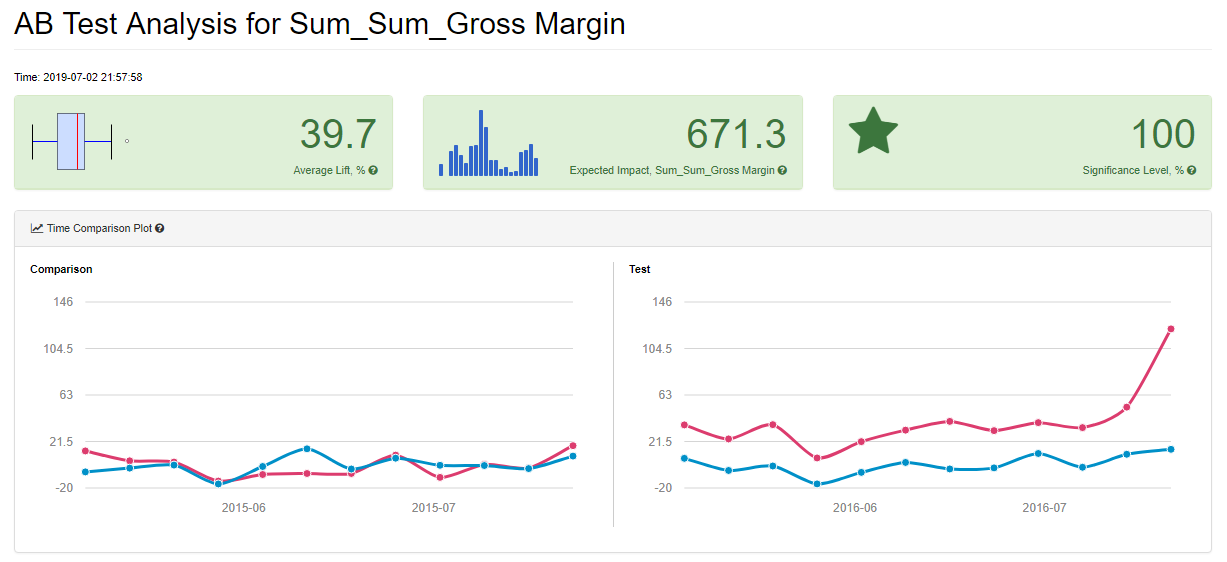 AB Test Analysis for Sum_Sum_Gross Margin
Time: 2019-07-02 21:57:58
39.7
Average Lift, %
671.3
Expected Impact, Sum_Sum_Gross Margin
100
Significance Level, %
Time Comparison Plot
Comparison
146
104.5
63
21.5
-20
2015-06 2015-07
Test
146
104.5
63
21.5
-20
2016-06 2016-07